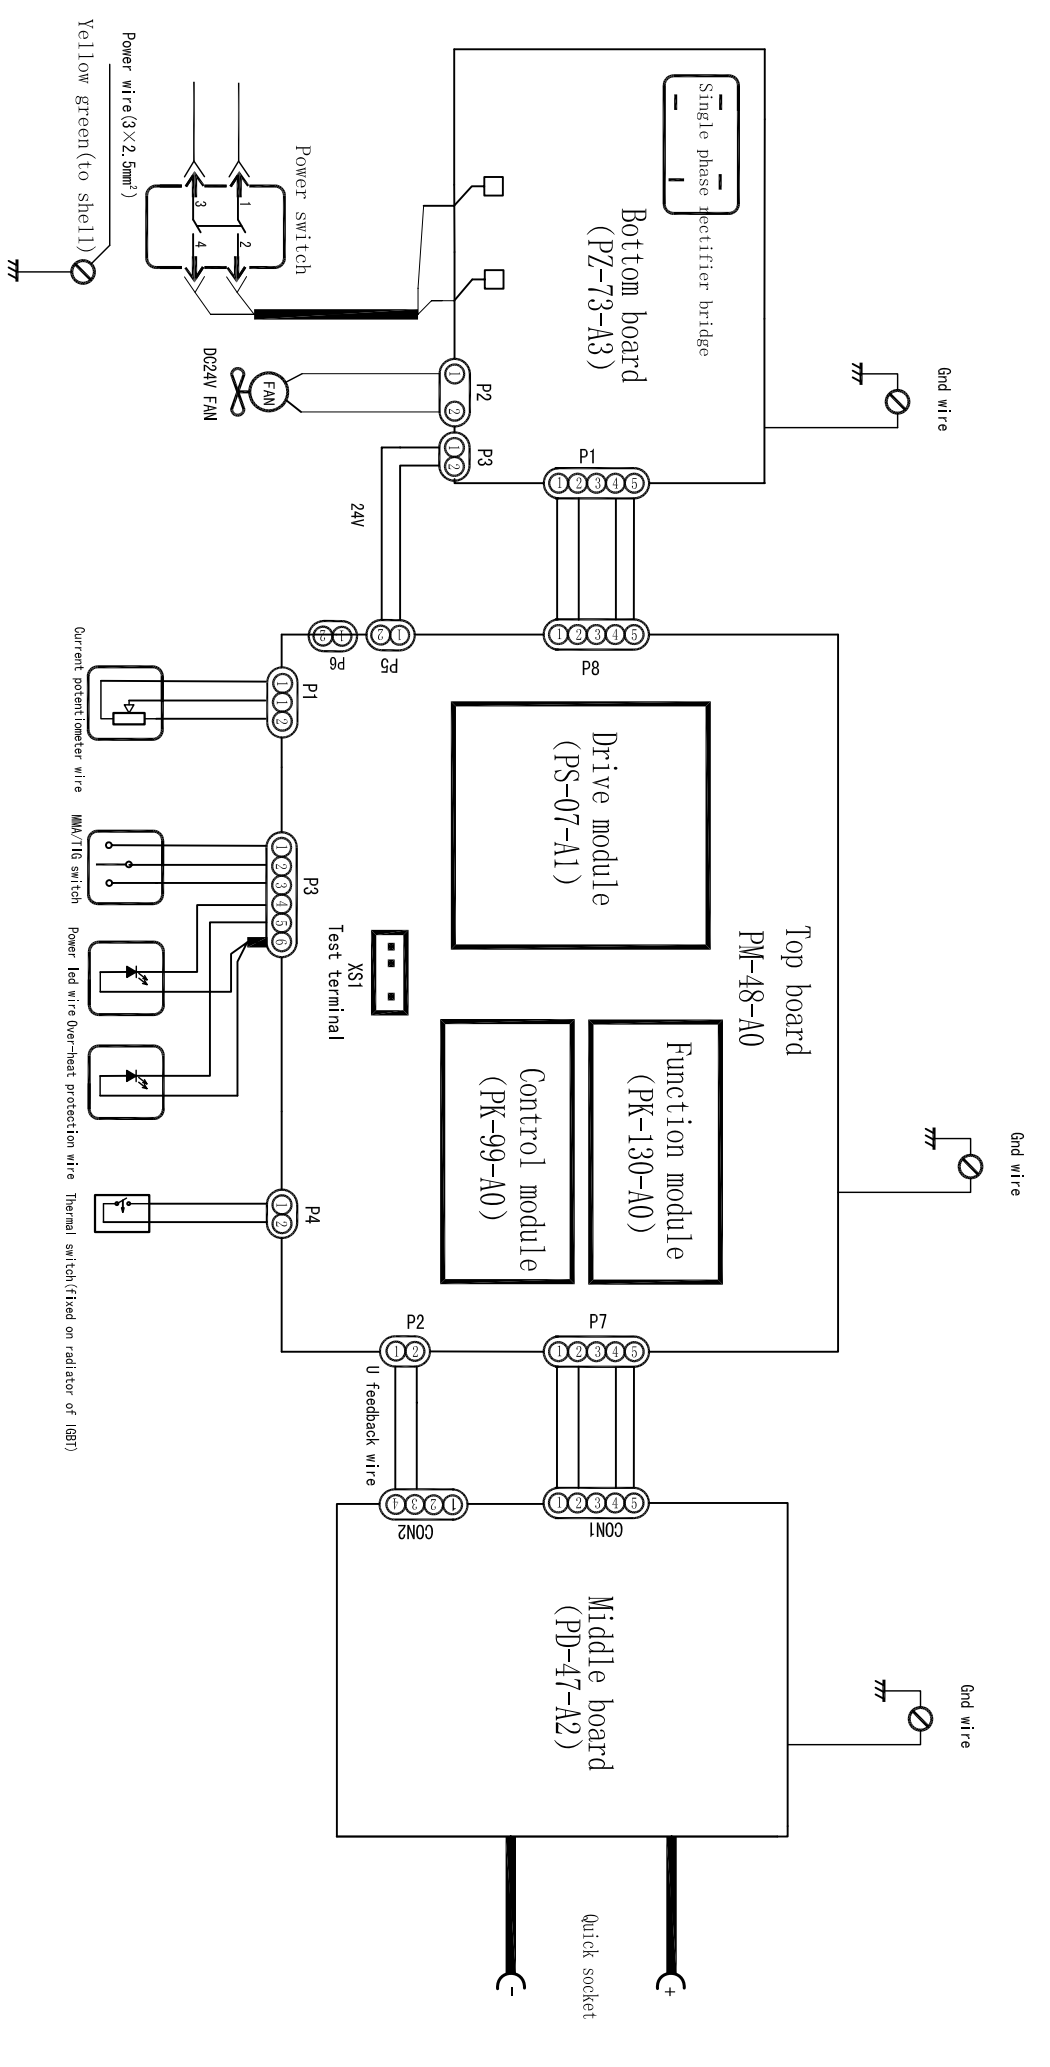 Yellow green(to shell)
Power wire(3×2.5mm²)
Power switch
1
2
3
4
DC24V FAN
FAN
Single phase rectifier bridge
Bottom board
(PZ-73-A3)
Gnd wire
P2
1 2
P3
1 2
P1
1 2 3 4 5
24V
P8
1 2 3 4 5
P5
1 2
P6
1 2
P1
1 1 2
Current potentiometer wire
P3
1 2 3 4 5 6
MMA/TIG switch
Power led wire
Over-heat protection wire
P4
1 2
Thermal switch(fixed on radiator of IGBT)
Drive module
(PS-07-A1)
XS1
Test terminal
Top board
PM-48-A0
Function module
(PK-130-A0)
Control module
(PK-99-A0)
Gnd wire
P2
1 2
P7
1 2 3 4 5
U feedback wire
CON2
1 2 3 4
CON1
1 2 3 4 5
Middle board
(PD-47-A2)
Gnd wire
Quick socket
+
-